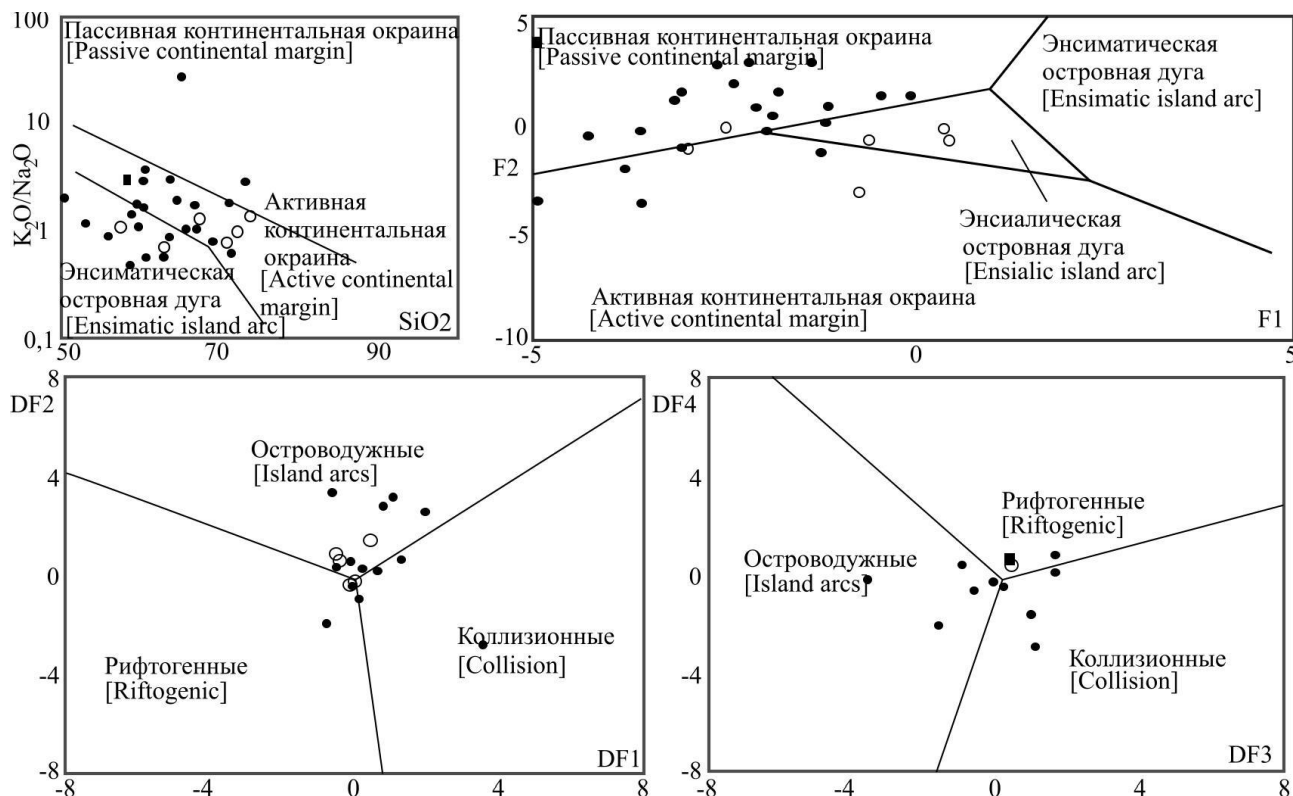 100
Пассивная континентальная окраина
[Passive continental margin]
10
K2O/Na2O
1
Активная
континентальная
окраина
[Active continental
margin]
Энсиматическая
островная дуга
[Ensimatic island arc]
SiO2
0,1
50 70 90
5
Пассивная континентальная окраина
[Passive continental margin]
Энсиматическая
островная дуга
[Ensimatic island arc]
0
F2
Энсиалическая
островная дуга
[Ensialic island arc]
-5
Активная континентальная окраина
[Active continental margin]
F1
-10
-5 0 5
8
DF2
Островодужные
[Island arcs]
4
0
Коллизионные
[Collision]
Рифтогенные
[Riftogenic]
-4
DF1
-8
-8 -4 0 4 8
8
DF4
4
Рифтогенные
[Riftogenic]
Островодужные
[Island arcs]
0
Коллизионные
[Collision]
-4
DF3
-8
-8 -4 0 4 8